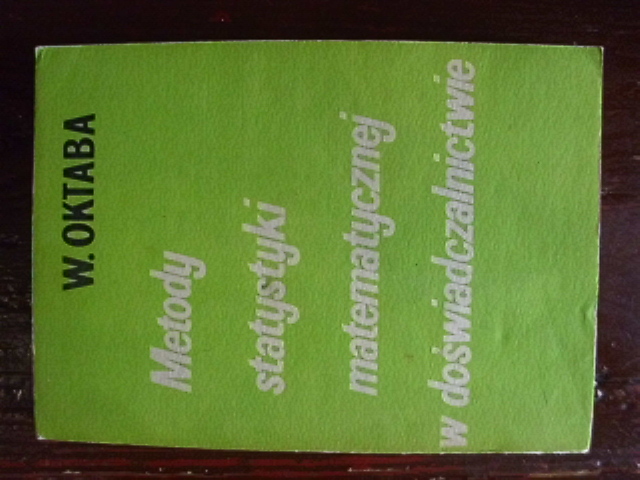 W. OKTABA
Metody
statystyki
matematycznej
w doświadczalnictwie